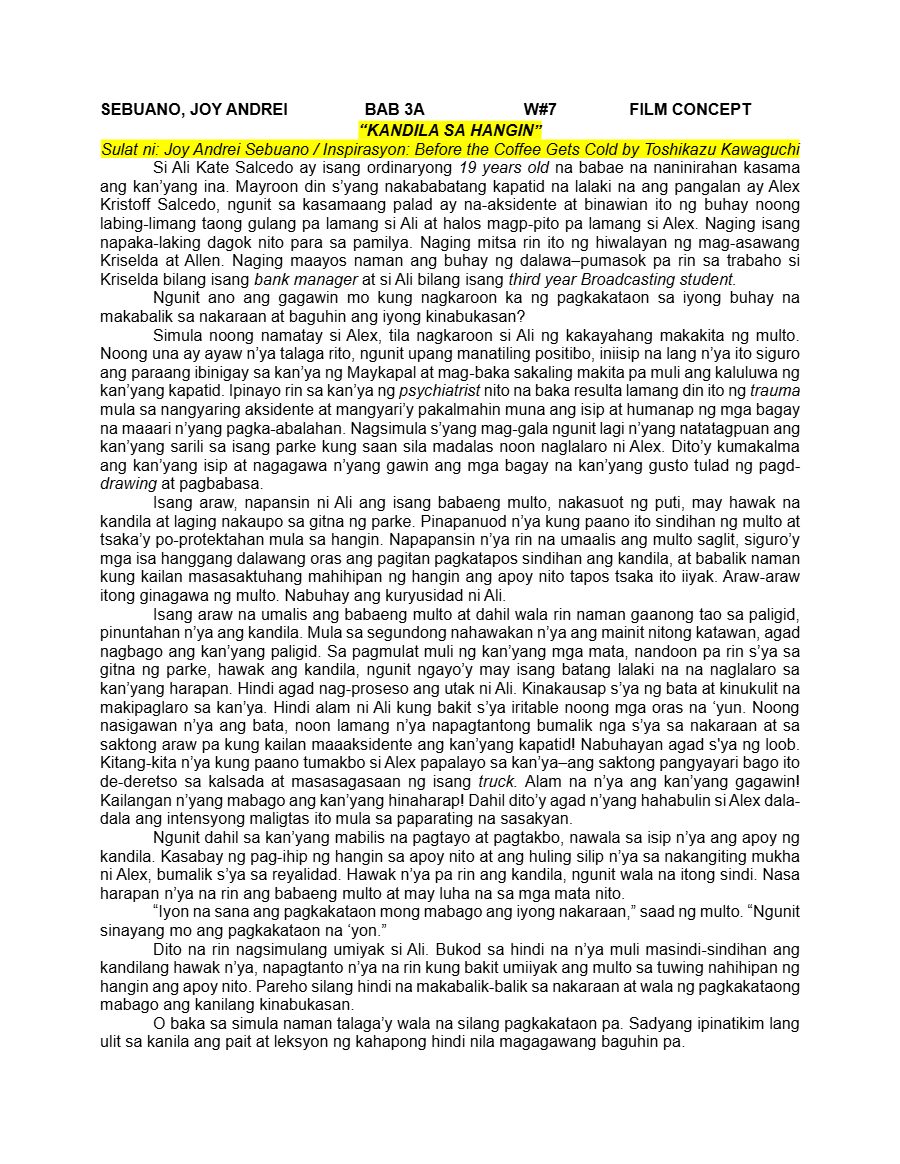 SEBUANO, JOY ANDREI BAB 3A W#7 FILM CONCEPT
“KANDILA SA HANGIN”
Sulat ni: Joy Andrei Sebuano / Inspirasyon: Before the Coffee Gets Cold by Toshikazu Kawaguchi
Si Ali Kate Salcedo ay isang ordinaryong 19 years old na babae na naninirahan kasama
ang kan’yang ina. Mayroon din s’yang nakababatang kapatid na lalaki na ang pangalan ay Alex
Kristoff Salcedo, ngunit sa kasamaang palad ay na-aksidente at binawian ito ng buhay noong
labing-limang taong gulang pa lamang si Ali at halos magp-pito pa lamang si Alex. Naging isang
napaka-laking dagok nito para sa pamilya. Naging mitsa rin ito ng hiwalayan ng mag-asawang
Kriselda at Allen. Naging maayos naman ang buhay ng dalawa–pumasok pa rin sa trabaho si
Kriselda bilang isang bank manager at si Ali bilang isang third year Broadcasting student.
Ngunit ano ang gagawin mo kung nagkaroon ka ng pagkakataon sa iyong buhay na
makabalik sa nakaraan at baguhin ang iyong kinabukasan?
Simula noong namatay si Alex, tila nagkaroon si Ali ng kakayahang makakita ng multo.
Noong una ay ayaw n’ya talaga rito, ngunit upang manatiling positibo, iniisip na lang n’ya ito siguro
ang paraang ibinigay sa kan’ya ng Maykapal at mag-baka sakaling makita pa muli ang kaluluwa ng
kan’yang kapatid. Ipinayo rin sa kan’ya ng psychiatrist nito na baka resulta lamang din ito ng trauma
mula sa nangyaring aksidente at mangyari’y pakalmahin muna ang isip at humanap ng mga bagay
na maaari n’yang pagka-abalahan. Nagsimula s’yang mag-gala ngunit lagi n’yang natatagpuan ang
kan’yang sarili sa isang parke kung saan sila madalas noon naglalaro ni Alex. Dito’y kumakalma
ang kan’yang isip at nagagawa n’yang gawin ang mga bagay na kan’yang gusto tulad ng pagd-
drawing at pagbabasa.
Isang araw, napansin ni Ali ang isang babaeng multo, nakasuot ng puti, may hawak na
kandila at laging nakaupo sa gitna ng parke. Pinapanuod n’ya kung paano ito sindihan ng multo at
tsaka’y po-protektahan mula sa hangin. Napapansin n’ya rin na umaalis ang multo saglit, siguro’y
mga isa hanggang dalawang oras ang pagitan pagkatapos sindihan ang kandila, at babalik naman
kung kailan masasaktuhang mahihipan ng hangin ang apoy nito tapos tsaka ito iiyak. Araw-araw
itong ginagawa ng multo. Nabuhay ang kuryusidad ni Ali.
Isang araw na umalis ang babaeng multo at dahil wala rin naman gaanong tao sa paligid,
pinuntahan n’ya ang kandila. Mula sa segundong nahawakan n’ya ang mainit nitong katawan, agad
nagbago ang kan’yang paligid. Sa pagmulat muli ng kan’yang mga mata, nandoon pa rin s’ya sa
gitna ng parke, hawak ang kandila, ngunit ngayo’y may isang batang lalaki na na naglalaro sa
kan’yang harapan. Hindi agad nag-proseso ang utak ni Ali. Kinakausap s’ya ng bata at kinukulit na
makipaglaro sa kan’ya. Hindi alam ni Ali kung bakit s’ya iritable noong mga oras na ‘yun. Noong
nasigawan n’ya ang bata, noon lamang n’ya napagtantong bumalik nga s’ya sa nakaraan at sa
saktong araw pa kung kailan maaaksidente ang kan’yang kapatid! Nabuhayan agad s'ya ng loob.
Kitang-kita n’ya kung paano tumakbo si Alex papalayo sa kan’ya–ang saktong pangyayari bago ito
de-deretso sa kalsada at masasagasaan ng isang truck. Alam na n’ya ang kan’yang gagawin!
Kailangan n’yang mabago ang kan’yang hinaharap! Dahil dito’y agad n’yang hahabulin si Alex dala-
dala ang intensyong maligtas ito mula sa paparating na sasakyan.
Ngunit dahil sa kan’yang mabilis na pagtayo at pagtakbo, nawala sa isip n’ya ang apoy ng
kandila. Kasabay ng pag-ihip ng hangin sa apoy nito at ang huling silip n’ya sa nakangiting mukha
ni Alex, bumalik s’ya sa reyalidad. Hawak n’ya pa rin ang kandila, ngunit wala na itong sindi. Nasa
harapan n’ya na rin ang babaeng multo at may luha na sa mga mata nito.
“Iyon na sana ang pagkakataon mong mabago ang iyong nakaraan,” saad ng multo. “Ngunit
sinayang mo ang pagkakataon na ‘yon.”
Dito na rin nagsimulang umiyak si Ali. Bukod sa hindi na n’ya muli masindi-sindihan ang
kandilang hawak n’ya, napagtanto n’ya na rin kung bakit umiiyak ang multo sa tuwing nahihipan ng
hangin ang apoy nito. Pareho silang hindi na makabalik-balik sa nakaraan at wala ng pagkakataong
mabago ang kanilang kinabukasan.
O baka sa simula naman talaga’y wala na silang pagkakataon pa. Sadyang ipinatikim lang
ulit sa kanila ang pait at leksyon ng kahapong hindi nila magagawang baguhin pa.